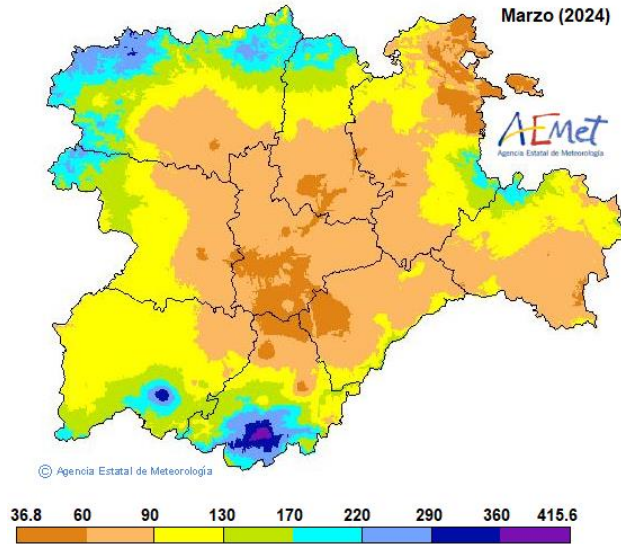 Marzo (2024)
AEMet
Agencia Estatal de Meteorología
© Agencia Estatal de Meteorología
36.8 60 90 130 170 220 290 360 415.6